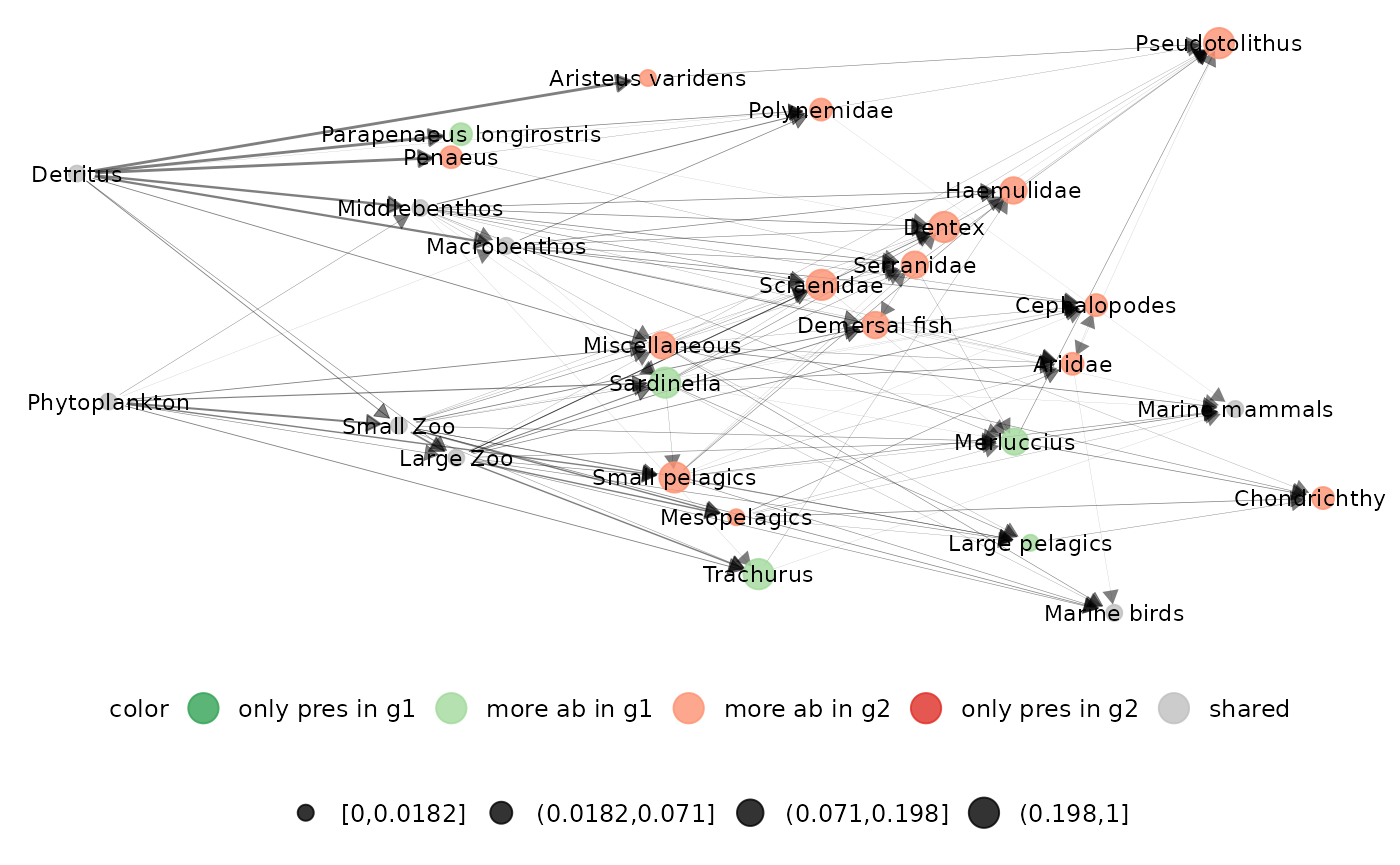 Pseudotolithus
Aristeus varidens
Polynemidae
Parapenaeus longirostris
Penaeus
Detritus
Haemulidae
Middlebenthos
Dentex
Macrobenthos
Serranidae
Sciaenidae
Cephalopodes
Demersal fish
Miscellaneous
Ariidae
Sardinella
Phytoplankton
Marine mammals
Small Zoo
Merluccius
Large Zoo
Small pelagics
Chondrichthy
Mesopelagics
Large pelagics
Trachurus
Marine birds
color only pres in g1 more ab in g1 more ab in g2 only pres in g2 shared
[0,0.0182] (0.0182,0.071] (0.071,0.198] (0.198,1]